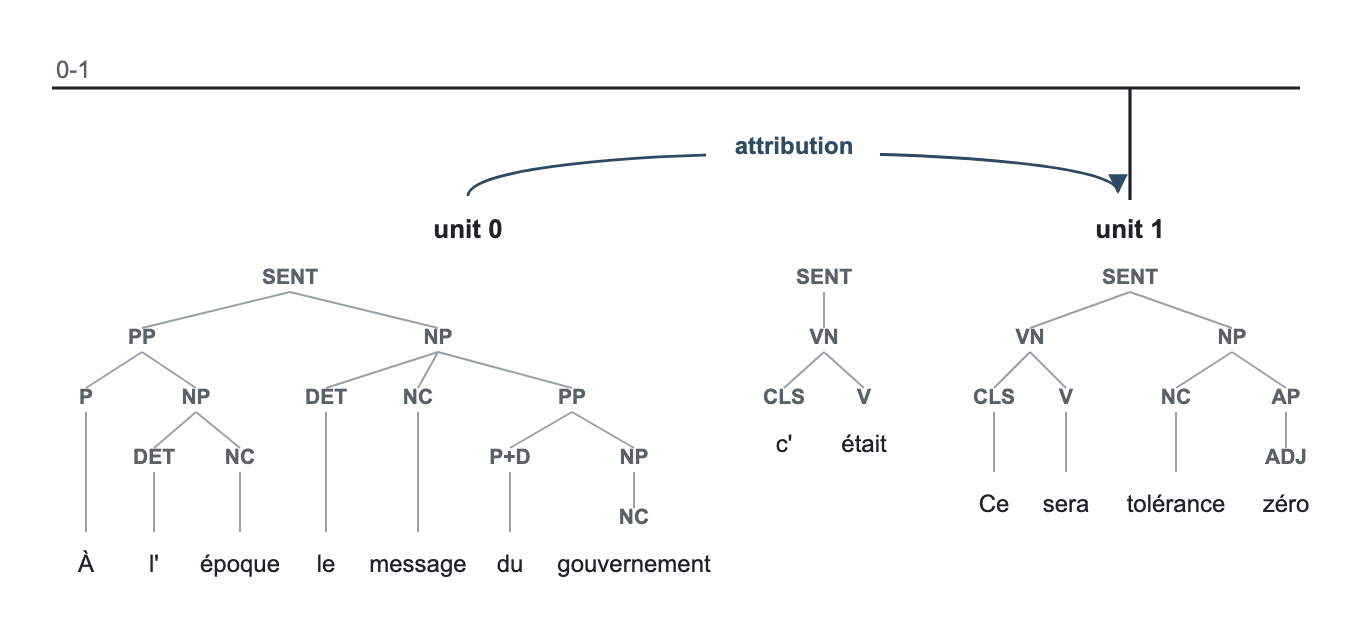 0-1
attribution
unit 0 unit 1
SENT SENT SENT
PP NP VN VN NP
P NP DET NC PP CLS V CLS V NC AP
c' était
DET NC P+D NP ADJ
Ce sera tolérance zéro
NC
À l' époque le message du gouvernement